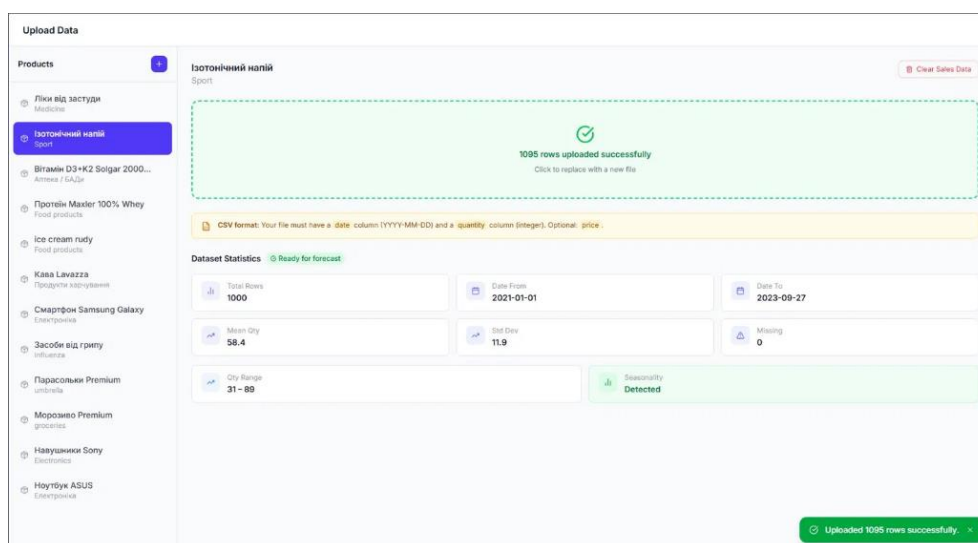 Upload Data
Products
+
Ліки від застуди
Medicine
Ізотонічний напій
Sport
Вітамін D3+K2 Solgar 2000...
Аптека / БАДи
Протеїн Maxler 100% Whey
Food products
ice cream rudy
Food products
Кава Lavazza
Продукти харчування
Смартфон Samsung Galaxy
Електроніка
Засоби від грипу
influenza
Парасольки Premium
umbrella
Морозиво Premium
groceries
Навушники Sony
Electronics
Ноутбук ASUS
Електроніка
Ізотонічний напій
Sport
Clear Sales Data
1095 rows uploaded successfully
Click to replace with a new file
CSV format: Your file must have a date column (YYYY-MM-DD) and a quantity column (integer). Optional: price .
Dataset Statistics Ready for forecast
Total Rows
1000
Date From
2021-01-01
Date To
2023-09-27
Mean Qty
58.4
Std Dev
11.9
Missing
0
Qty Range
31 – 89
Seasonality
Detected
Uploaded 1095 rows successfully. ×